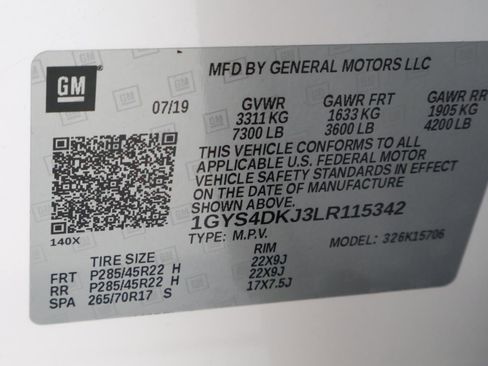 GM
MFD BY GENERAL MOTORS LLC
07/19 GVWR GAWR FRT GAWR RR
3311 KG 1633 KG 1905 KG
7300 LB 3600 LB 4200 LB
THIS VEHICLE CONFORMS TO ALL
APPLICABLE U.S. FEDERAL MOTOR
VEHICLE SAFETY STANDARDS IN EFFECT
ON THE DATE OF MANUFACTURE
SHOWN ABOVE.
1GYS4DKJ3LR115342
140X TYPE: M.P.V. MODEL: 326K15706
TIRE SIZE RIM
FRT P285/45R22 H 22X9J
RR P285/45R22 H 22X9J
SPA 265/70R17 S 17X7.5J